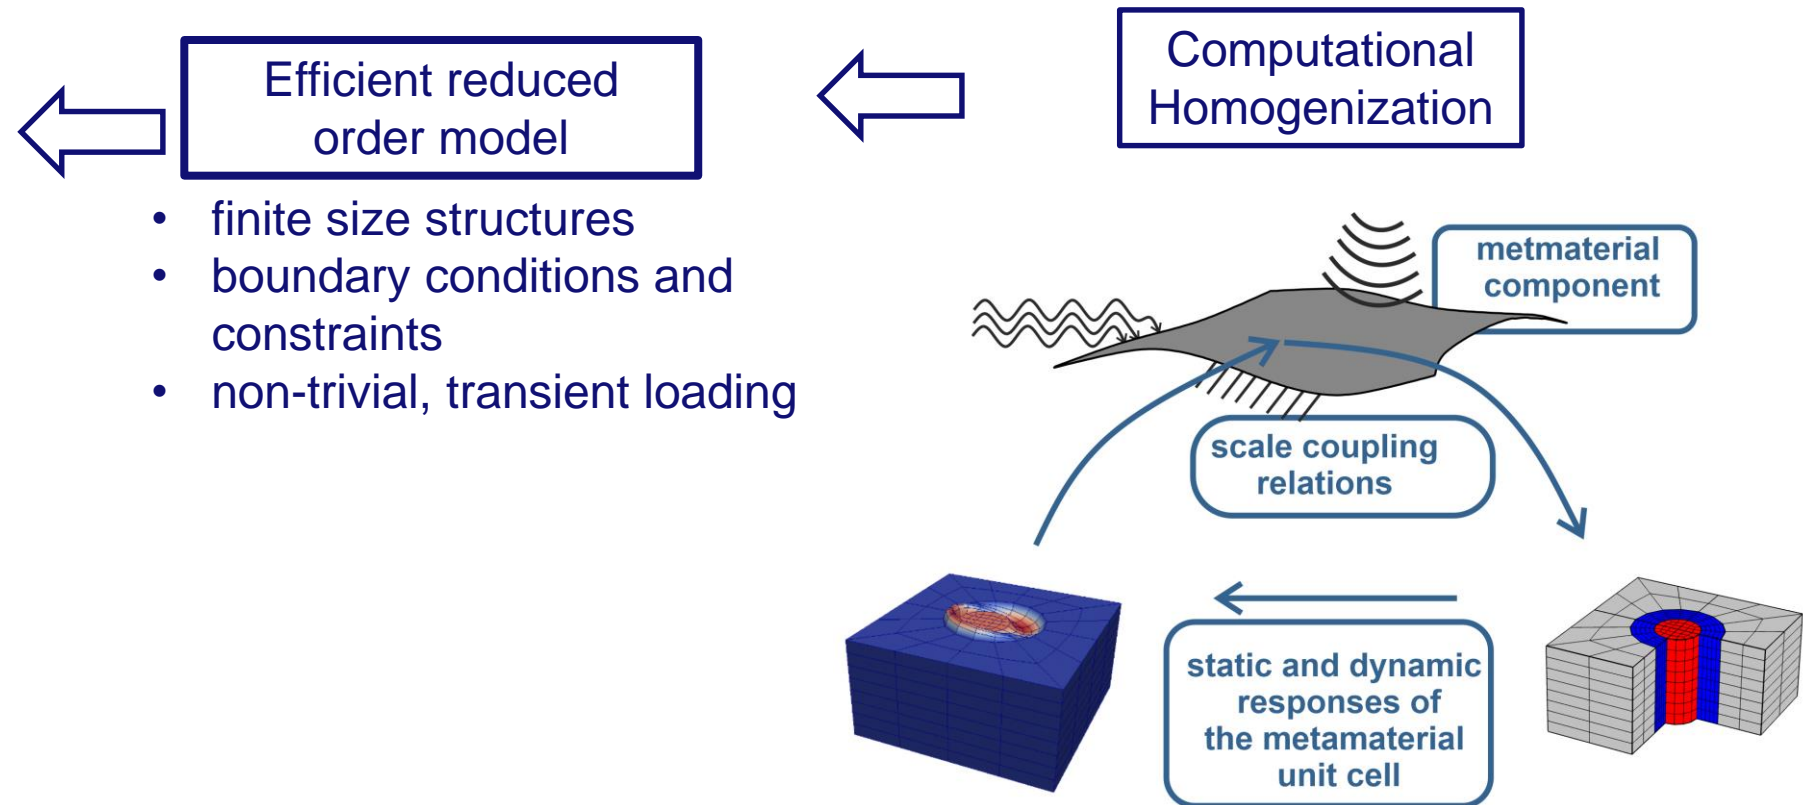 Efficient reduced
order model
Computational
Homogenization
• finite size structures
• boundary conditions and
constraints
• non-trivial, transient loading
metmaterial
component
scale coupling
relations
static and dynamic
responses of
the metamaterial
unit cell